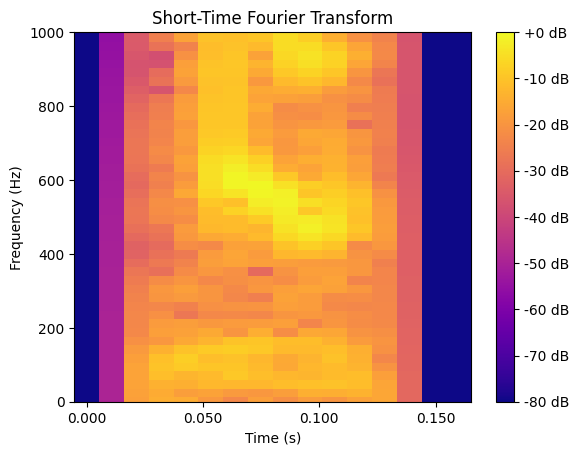 Short-Time Fourier Transform
Frequency (Hz)
1000
800
600
400
200
0
0.000
0.050
0.100
0.150
Time (s)
+0 dB
-10 dB
-20 dB
-30 dB
-40 dB
-50 dB
-60 dB
-70 dB
-80 dB